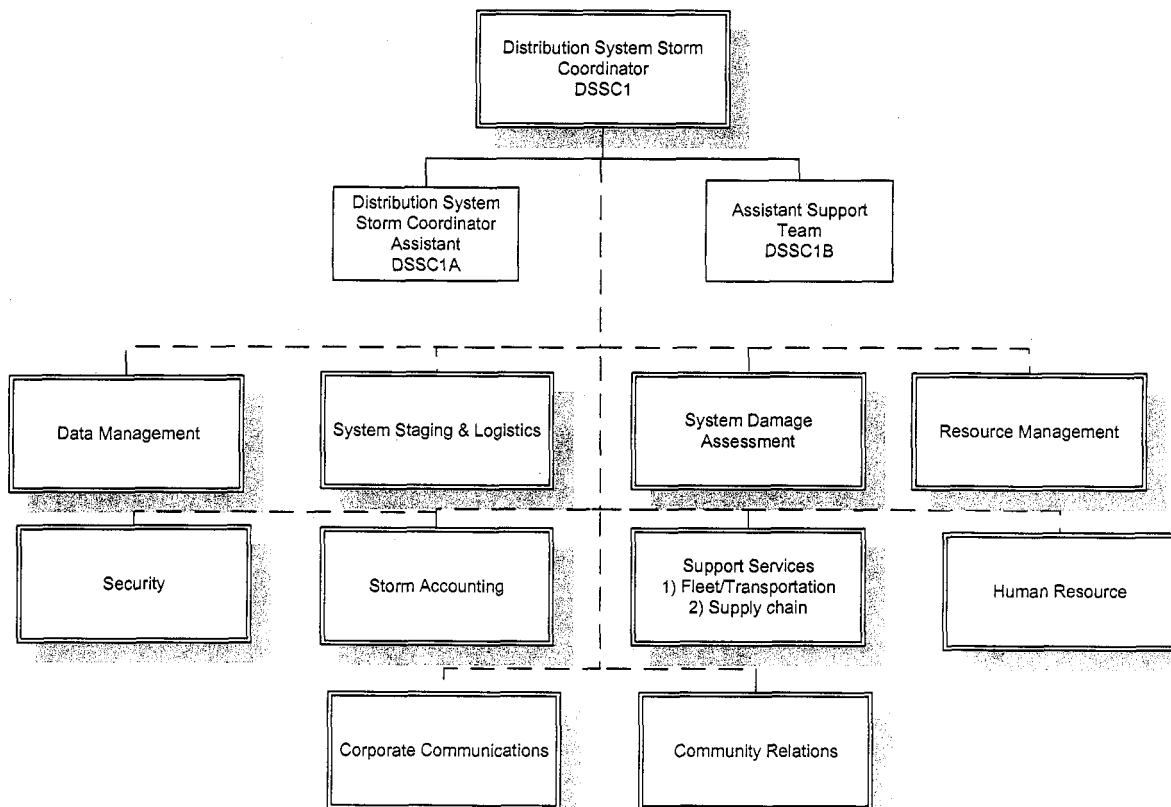 Distribution System Storm
Coordinator
DSSC1
Distribution System
Storm Coordinator
Assistant
DSSC1A
Assistant Support
Team
DSSC1B
Data Management
System Staging & Logistics
System Damage
Assessment
Resource Management
Security
Storm Accounting
Support Services
1) Fleet/Transportation
2) Supply chain
Human Resource
Corporate Communications
Community Relations